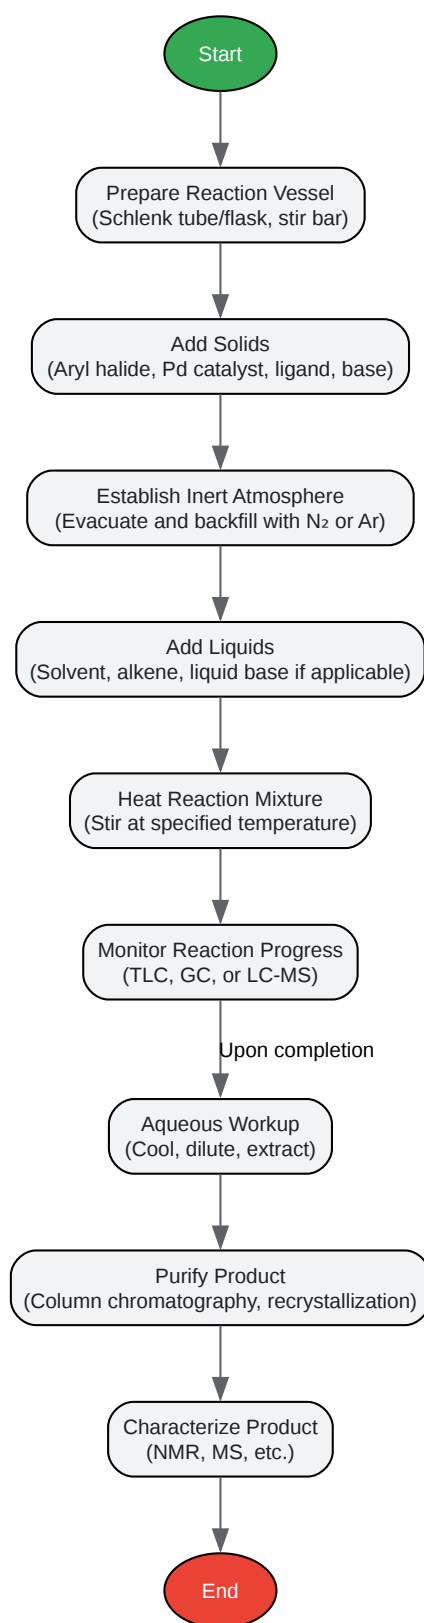 Start
Prepare Reaction Vessel
(Schlenk tube/flask, stir bar)
Add Solids
(Aryl halide, Pd catalyst, ligand, base)
Establish Inert Atmosphere
(Evacuate and backfill with N₂ or Ar)
Add Liquids
(Solvent, alkene, liquid base if applicable)
Heat Reaction Mixture
(Stir at specified temperature)
Monitor Reaction Progress
(TLC, GC, or LC-MS)
Upon completion
Aqueous Workup
(Cool, dilute, extract)
Purify Product
(Column chromatography, recrystallization)
Characterize Product
(NMR, MS, etc.)
End